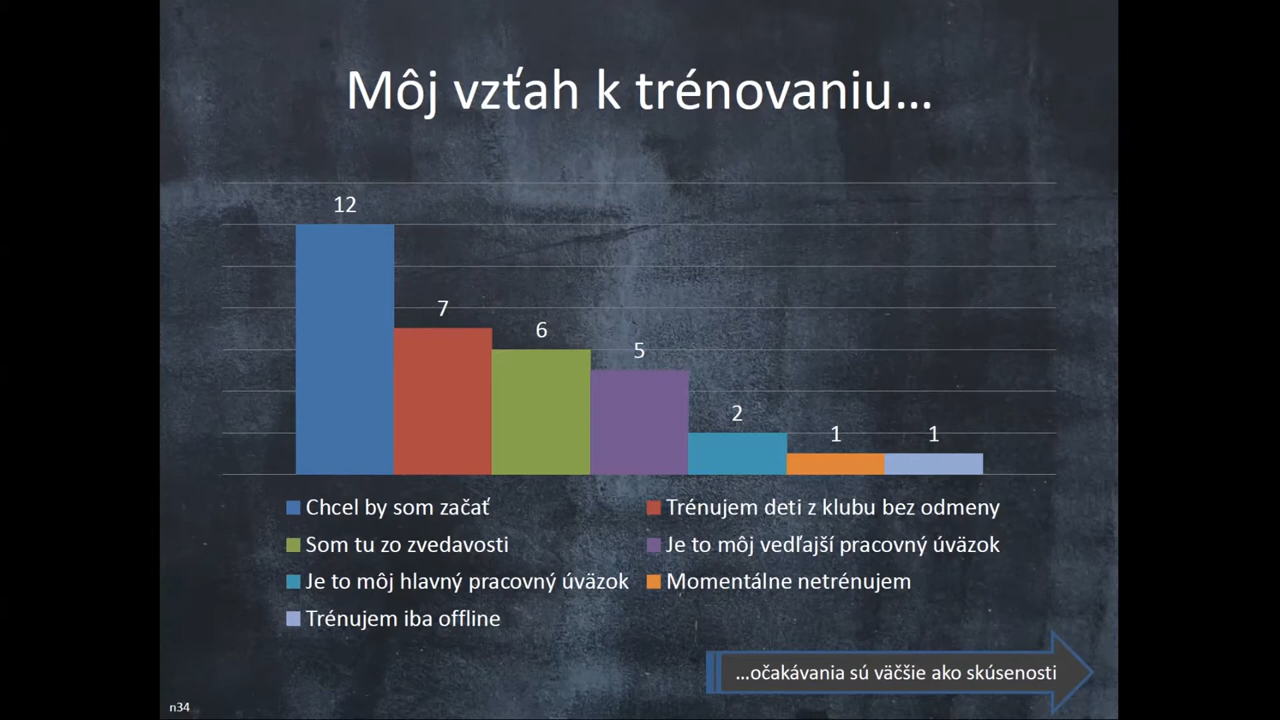 Môj vzťah k trénovaniu...
12
7
6
5
2
1
1
Chcel by som začať
Trénujem deti z klubu bez odmeny
Som tu zo zvedavosti
Je to môj vedľajší pracovný úväzok
Je to môj hlavný pracovný úväzok
Momentálne netrénujem
Trénujem iba offline
...očakávania sú väčšie ako skúsenosti
n34